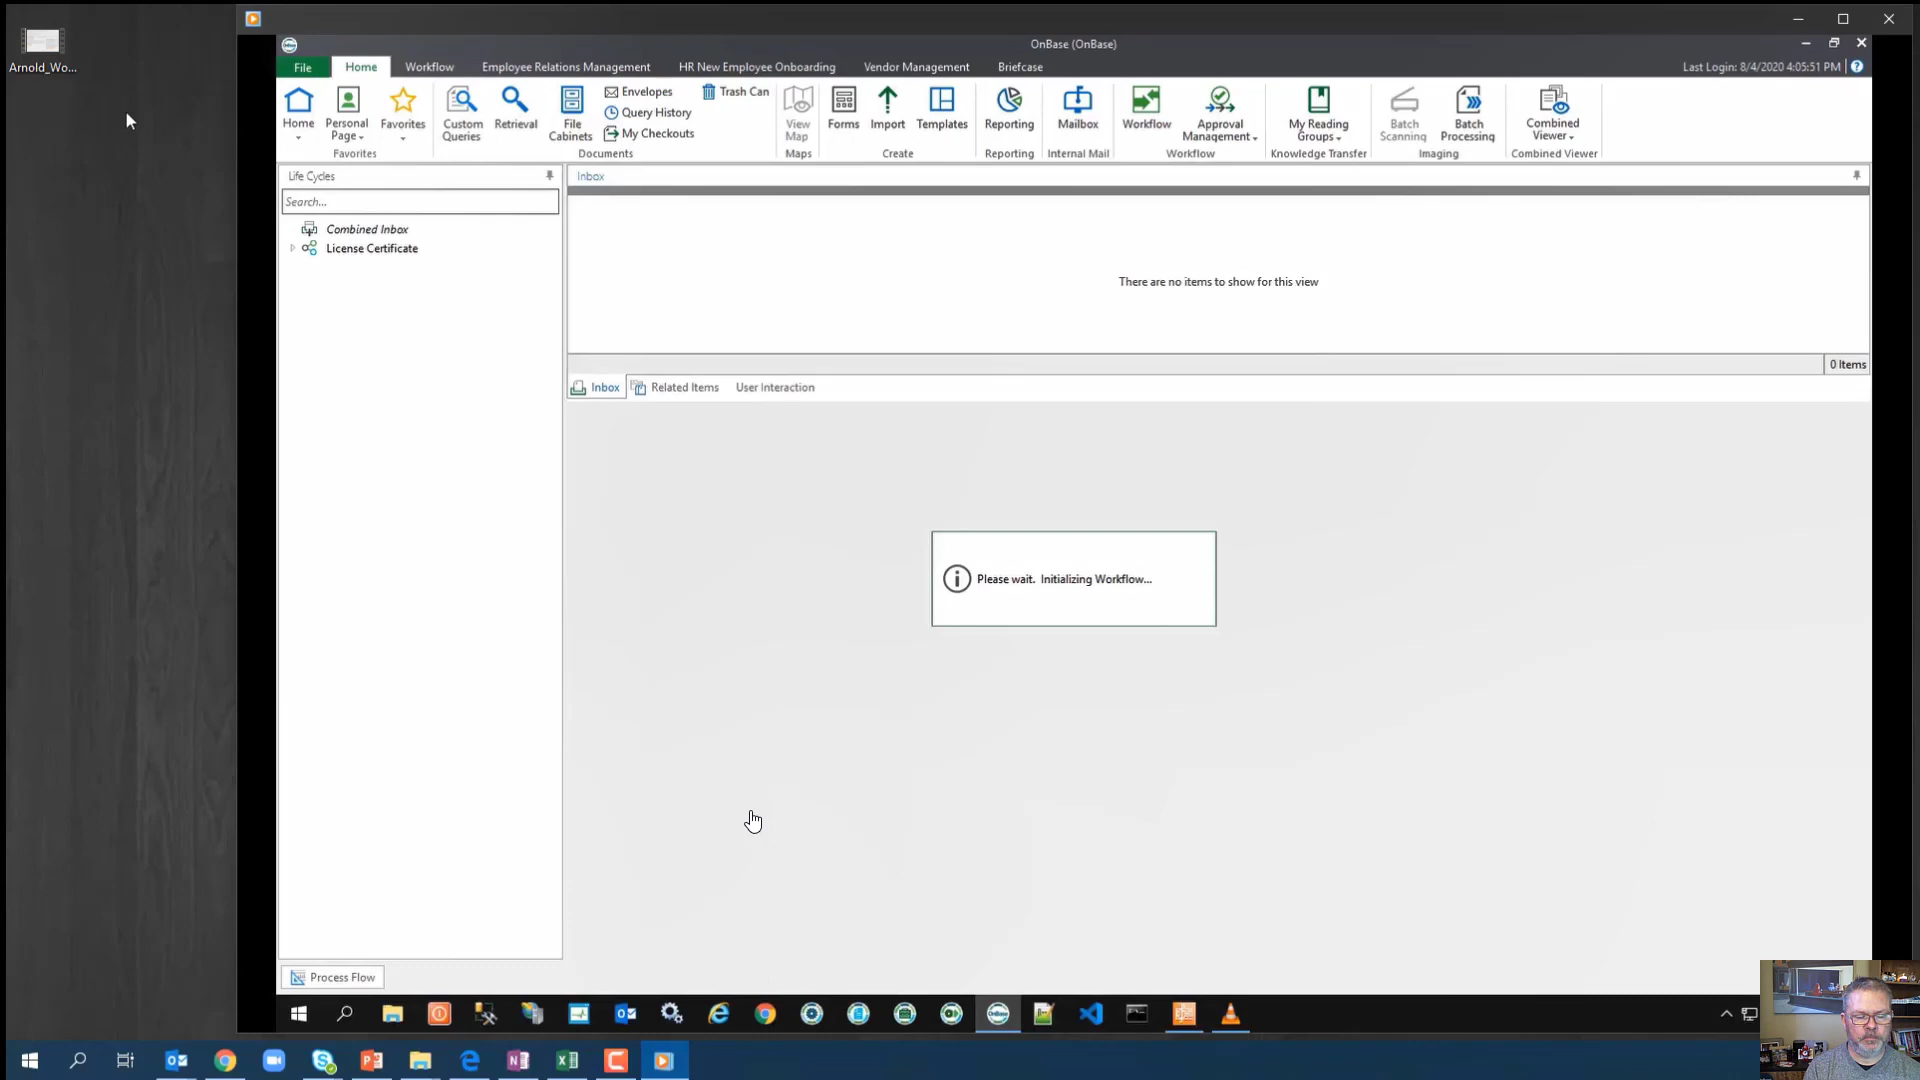 Arnold_Wo...
OnBase (OnBase)
File Home Workflow Employee Relations Management HR New Employee Onboarding Vendor Management Briefcase Last Login: 8/4/2020 4:05:51 PM
Home
Personal Page
Favorites
Favorites
Custom Queries
Retrieval
File Cabinets
Envelopes
Query History
My Checkouts
Trash Can
Documents
View Map
Maps
Forms
Import
Templates
Create
Reporting
Reporting
Mailbox
Internal Mail
Workflow
Approval Management
Workflow
My Reading Groups
Knowledge Transfer
Batch Scanning
Batch Processing
Imaging
Combined Viewer
Combined Viewer
Life Cycles
Search...
Combined Inbox
License Certificate
Inbox
There are no items to show for this view
0 Items
Inbox Related Items User Interaction
Please wait. Initializing Workflow...
Process Flow